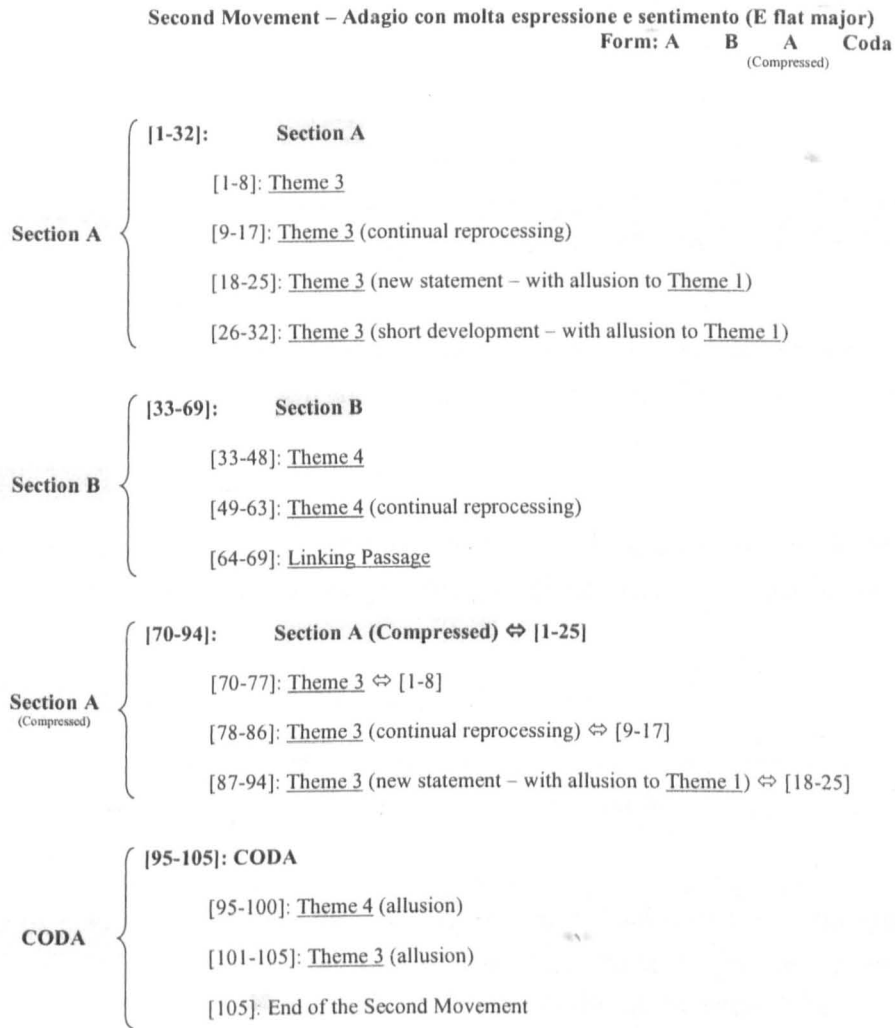 Second Movement – Adagio con molta espressione e sentimento (E flat major)
Form: A B A Coda
(Compressed)
[1-32]: Section A
[1-8]: Theme 3
Section A
[9-17]: Theme 3 (continual reprocessing)
[18-25]: Theme 3 (new statement – with allusion to Theme 1)
[26-32]: Theme 3 (short development – with allusion to Theme 1)
[33-69]: Section B
[33-48]: Theme 4
Section B
[49-63]: Theme 4 (continual reprocessing)
[64-69]: Linking Passage
[70-94]: Section A (Compressed) ⇔ [1-25]
[70-77]: Theme 3 ⇔ [1-8]
Section A
(Compressed)
[78-86]: Theme 3 (continual reprocessing) ⇔ [9-17]
[87-94]: Theme 3 (new statement – with allusion to Theme 1) ⇔ [18-25]
[95-105]: CODA
[95-100]: Theme 4 (allusion)
CODA
[101-105]: Theme 3 (allusion)
[105]: End of the Second Movement